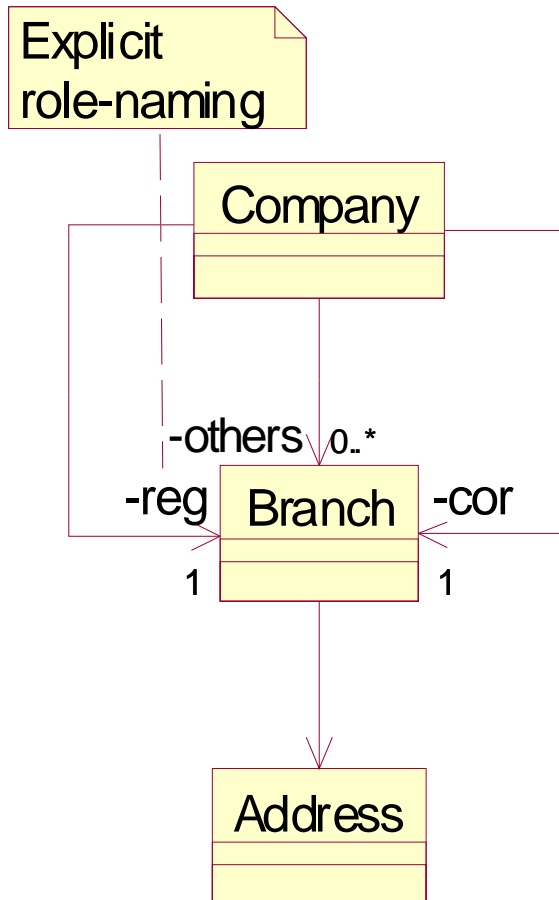 Explicit
role-naming
Company
-others 0..*
-reg Branch -cor
1 1
Address